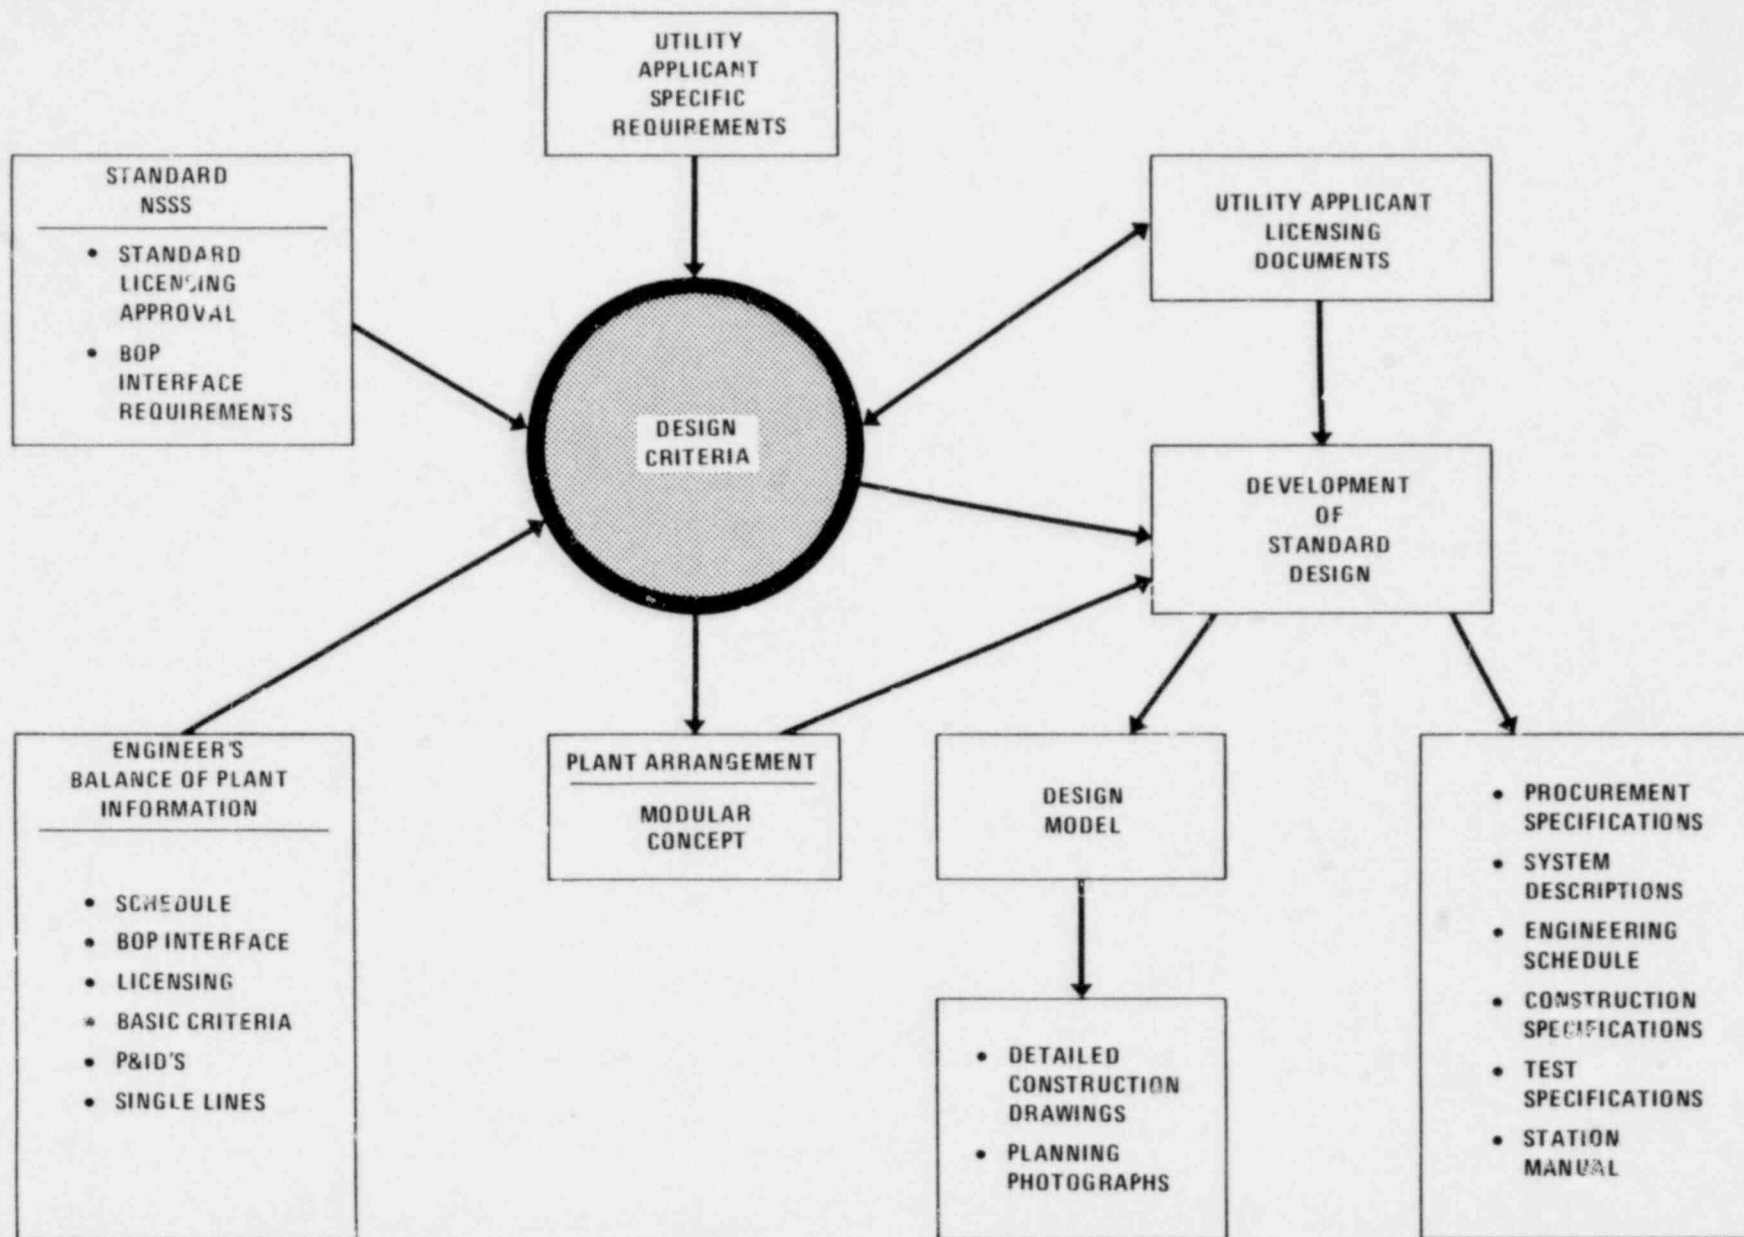 UTILITY
APPLICANT
SPECIFIC
REQUIREMENTS
STANDARD
NSSS
• STANDARD
LICENSING
APPROVAL
• BOP
INTERFACE
REQUIREMENTS
UTILITY APPLICANT
LICENSING
DOCUMENTS
DESIGN
CRITERIA
DEVELOPMENT
OF
STANDARD
DESIGN
ENGINEER'S
BALANCE OF PLANT
INFORMATION
• SCHEDULE
• BOP INTERFACE
• LICENSING
• BASIC CRITERIA
• P&ID'S
• SINGLE LINES
PLANT ARRANGEMENT
MODULAR
CONCEPT
DESIGN
MODEL
• DETAILED
CONSTRUCTION
DRAWINGS
• PLANNING
PHOTOGRAPHS
• PROCUREMENT
SPECIFICATIONS
• SYSTEM
DESCRIPTIONS
• ENGINEERING
SCHEDULE
• CONSTRUCTION
SPECIFICATIONS
• TEST
SPECIFICATIONS
• STATION
MANUAL